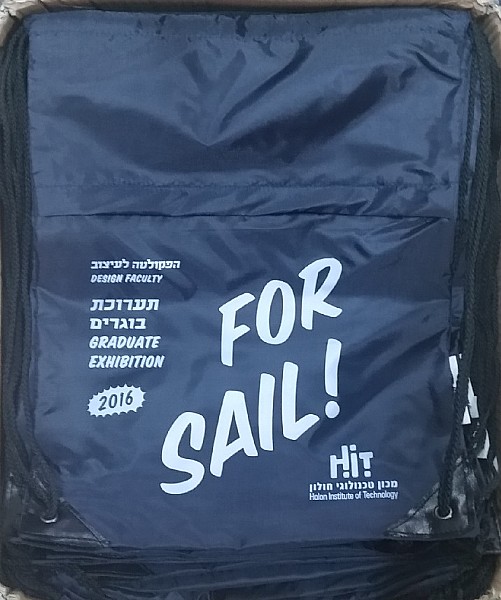 הפקולטה לעיצוב
DESIGN FACULTY
תערוכת
בוגרים
GRADUATE
EXHIBITION
2016
FOR
SAIL!
HiT
מכון טכנולוגי חולון
Holon Institute of Technology